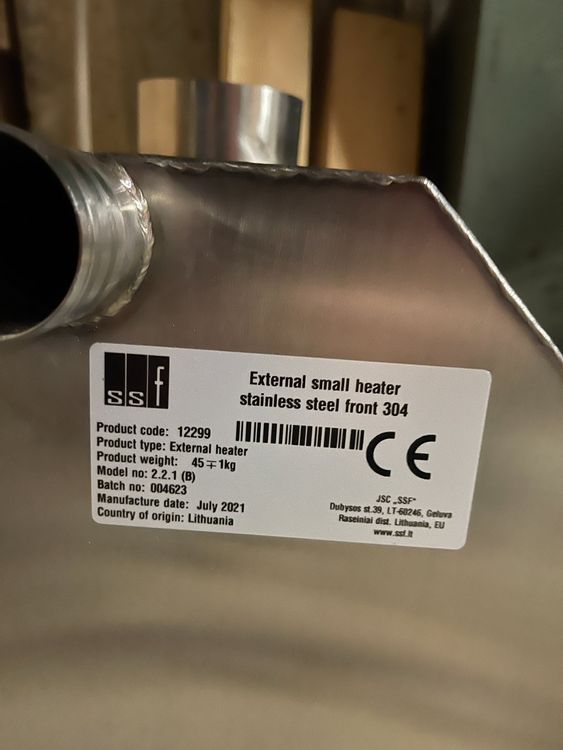 ssf
External small heater
stainless steel front 304
Product code: 12299
Product type: External heater
Product weight: 45∓1kg
Model no: 2.2.1 (B)
Batch no: 004623
Manufacture date: July 2021
Country of origin: Lithuania
CE
JSC „SSF"
Dubysos st.39, LT-60246, Geluva
Raseiniai dist. Lithuania, EU
www.ssf.lt